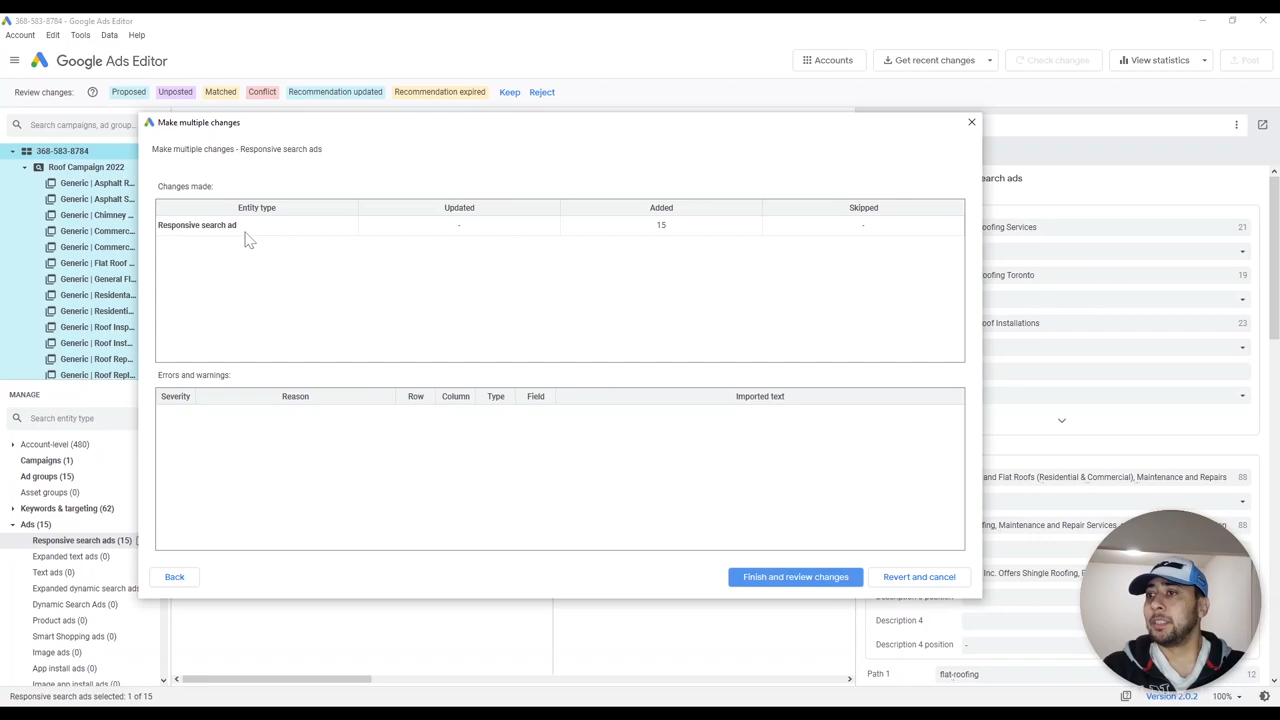 368-583-8784 - Google Ads Editor
Account Edit Tools Data Help
Google Ads Editor
Accounts
Get recent changes
Check changes
View statistics
Post
Review changes:
Proposed
Unposted
Matched
Conflict
Recommendation updated
Recommendation expired
Keep
Reject
Search campaigns, ad group...
368-583-8784
Roof Campaign 2022
Generic | Asphalt R...
Generic | Asphalt S...
Generic | Chimney ...
Generic | Commerc...
Generic | Commerc...
Generic | Flat Roof ...
Generic | General Fl...
Generic | Residenta...
Generic | Residenti...
Generic | Roof Insp...
Generic | Roof Inst...
Generic | Roof Rep...
Generic | Roof Repl...
MANAGE
Search entity type
Account-level (480)
Campaigns (1)
Ad groups (15)
Asset groups (0)
Keywords & targeting (62)
Ads (15)
Responsive search ads (15)
Expanded text ads (0)
Text ads (0)
Expanded dynamic search ads
Dynamic Search Ads (0)
Product ads (0)
Smart Shopping ads (0)
Image ads (0)
App install ads (0)
Image app install ads (0)
Make multiple changes
Make multiple changes - Responsive search ads
Changes made:
Entity type Updated Added Skipped
Responsive search ad - 15 -
Errors and warnings:
Severity Reason Row Column Type Field Imported text
Back
Finish and review changes
Revert and cancel
earch ads
oofing Services 21
oofing Toronto 19
oof Installations 23
and Flat Roofs (Residential & Commercial), Maintenance and Repairs 88
fing, Maintenance and Repair Services, 88
Inc. Offers Shingle Roofing,
Description 3 position
Description 4
Description 4 position -
Path 1 flat-roofing 12
Responsive search ads selected: 1 of 15
Version 2.0.2
100%